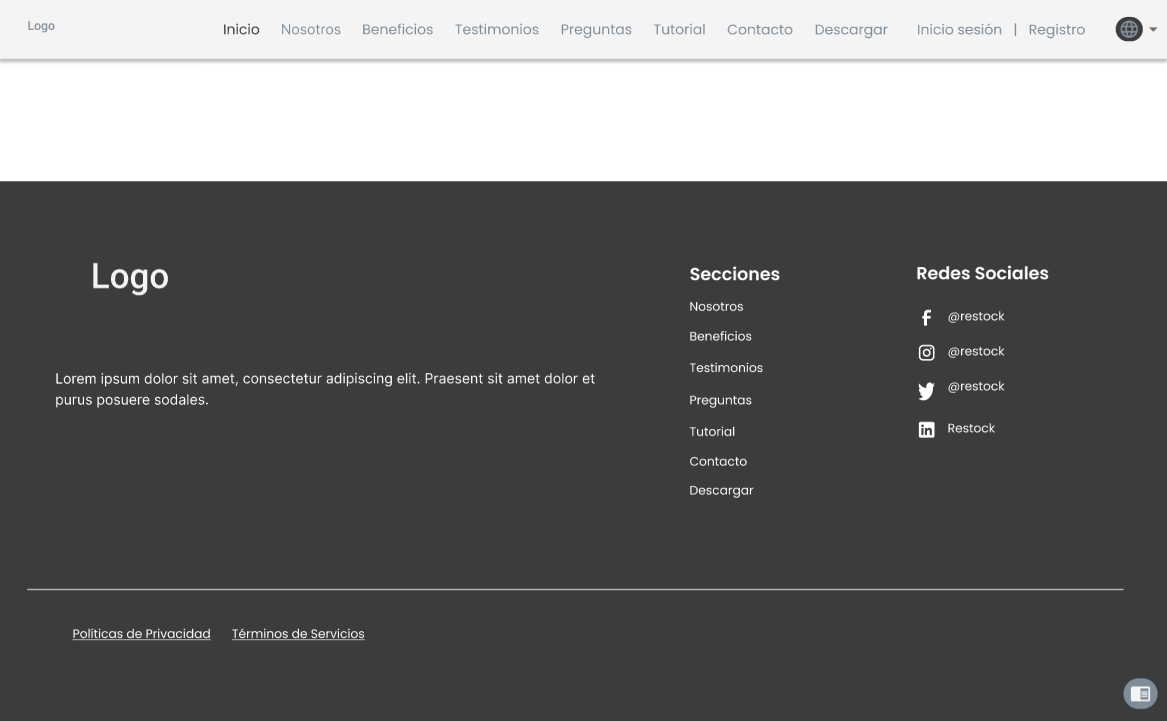 Logo
Inicio Nosotros Beneficios Testimonios Preguntas Tutorial Contacto Descargar Inicio sesión | Registro
Logo
Lorem ipsum dolor sit amet, consectetur adipiscing elit. Praesent sit amet dolor et
purus posuere sodales.
Secciones
Nosotros
Beneficios
Testimonios
Preguntas
Tutorial
Contacto
Descargar
Redes Sociales
@restock
@restock
@restock
Restock
Políticas de Privacidad Términos de Servicios